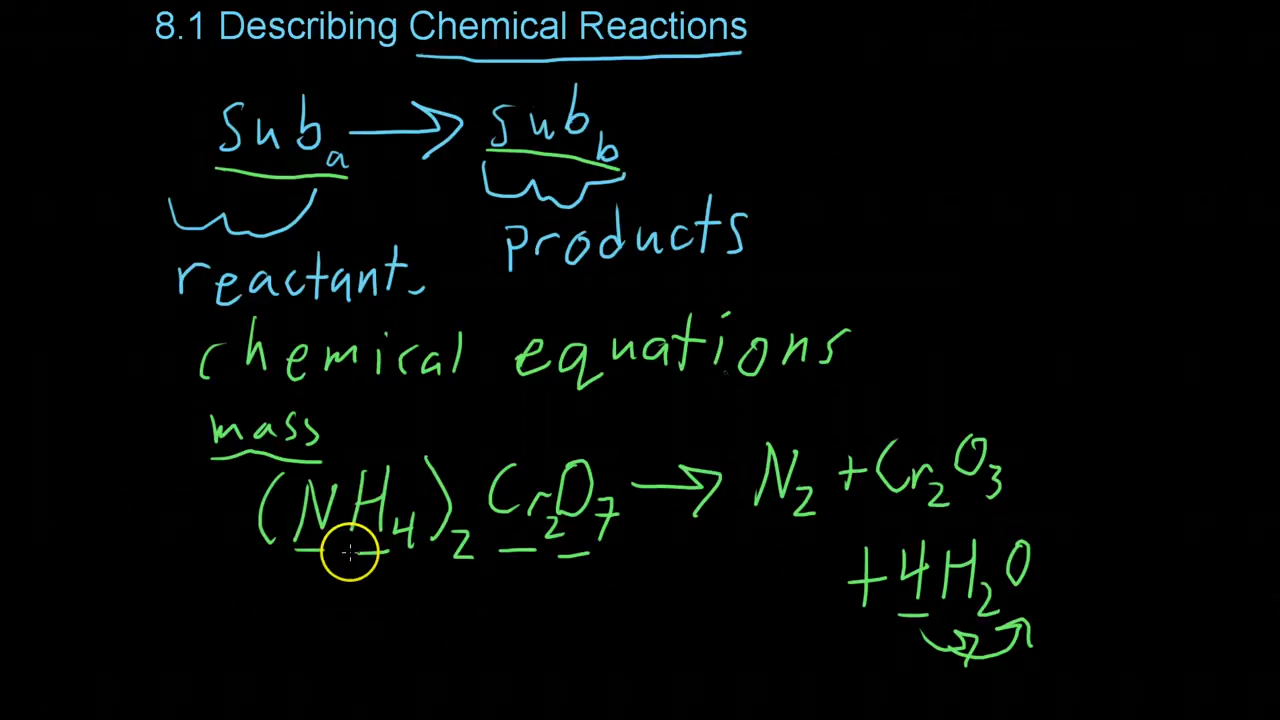 8.1 Describing Chemical Reactions
sub_a → sub_b
products
reactant
chemical equations
mass
(NH₄)₂Cr₂O₇ → N₂ + Cr₂O₃
+ 4H₂O